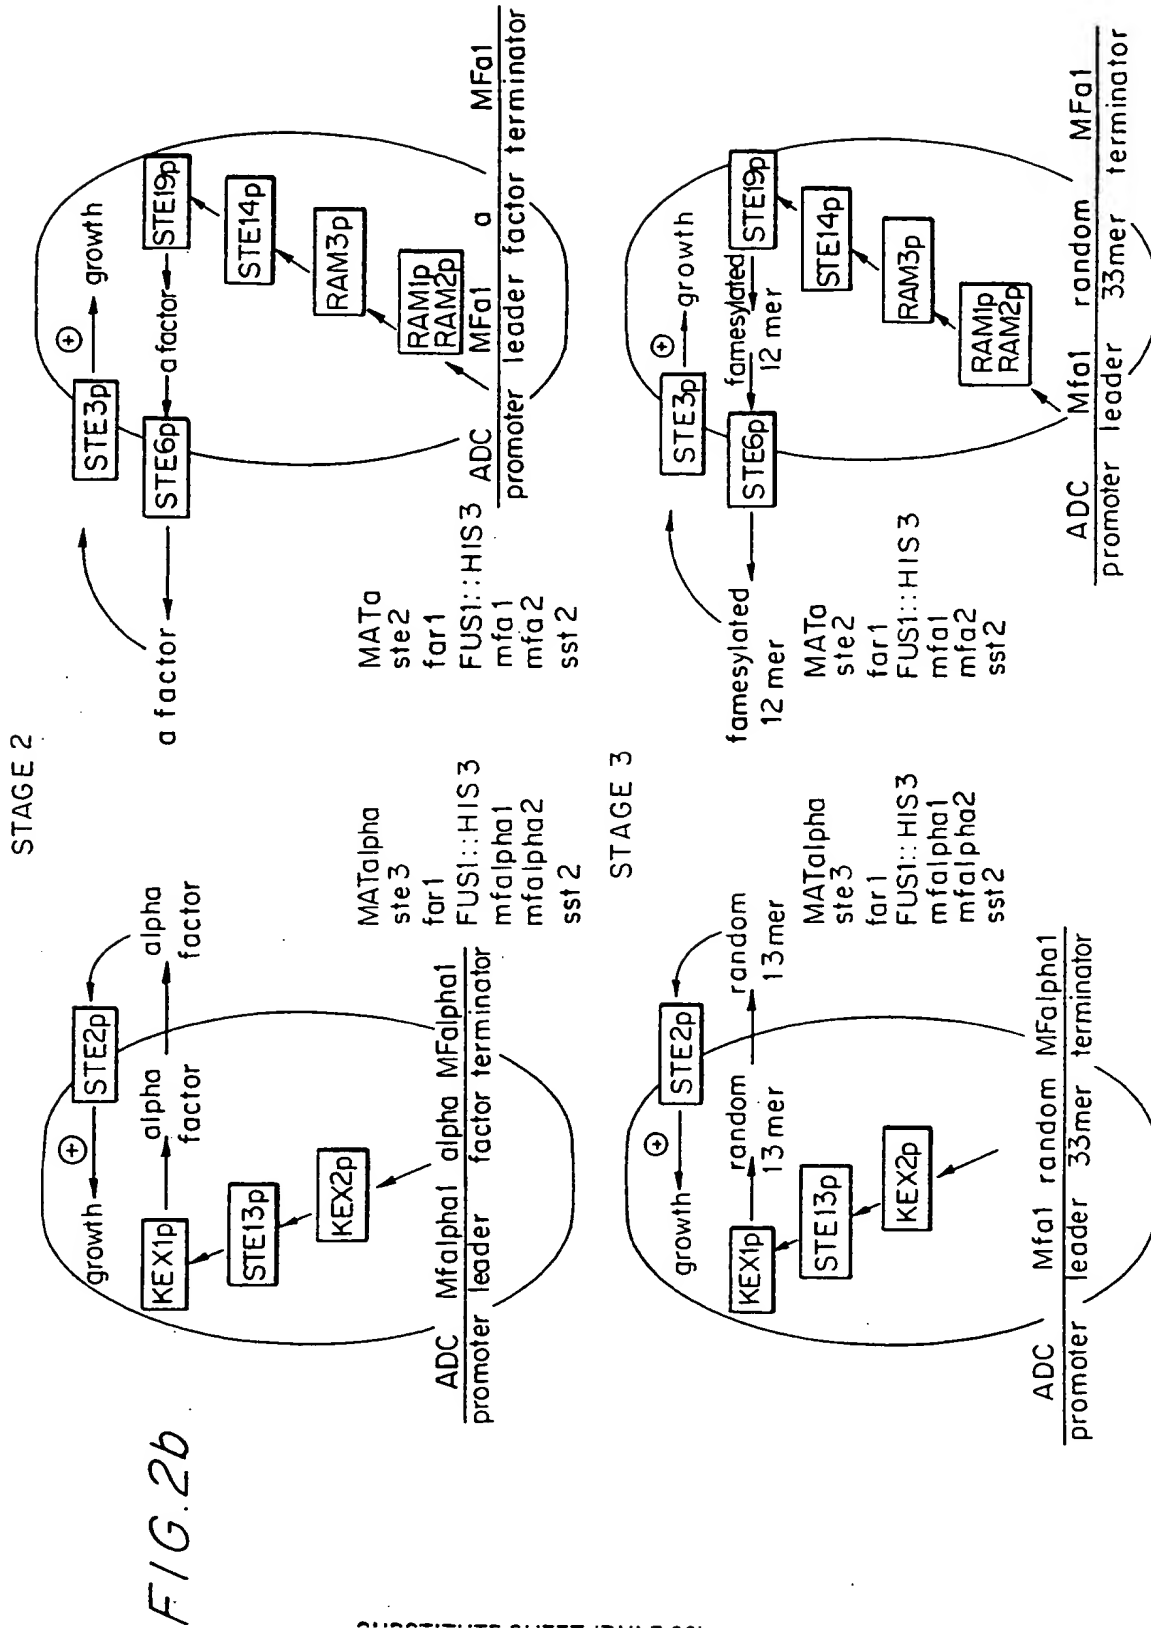 FIG.2b
STAGE 2
growth
+
STE2p
alpha
factor
KEX1p
alpha
factor
STE13p
KEX2p
ADC
promoter
Mfalpha1
leader
alpha
factor
MFalpha1
terminator
MATalpha
ste3
far1
FUS1::HIS3
mfalpha1
mfalpha2
sst2
a factor
STE3p
+
growth
STE6p
a factor
STE19p
STE14p
RAM3p
RAM1p
RAM2p
MATa
ste2
far1
FUS1::HIS3
mfa1
mfa2
sst2
ADC
promoter
MFa1
leader
a
factor
MFa1
terminator
STAGE 3
growth
+
STE2p
random
13mer
KEX1p
random
13mer
STE13p
KEX2p
ADC
promoter
Mfa1
leader
random
33mer
MFalpha1
terminator
MATalpha
ste3
far1
FUS1::HIS3
mfalpha1
mfalpha2
sst2
famesylated
12mer
STE3p
+
growth
STE6p
famesylated
12 mer
STE19p
STE14p
RAM3p
RAM1p
RAM2p
MATa
ste2
far1
FUS1::HIS3
mfa1
mfa2
sst2
ADC
promoter
Mfa1
leader
random
33mer
MFa1
terminator